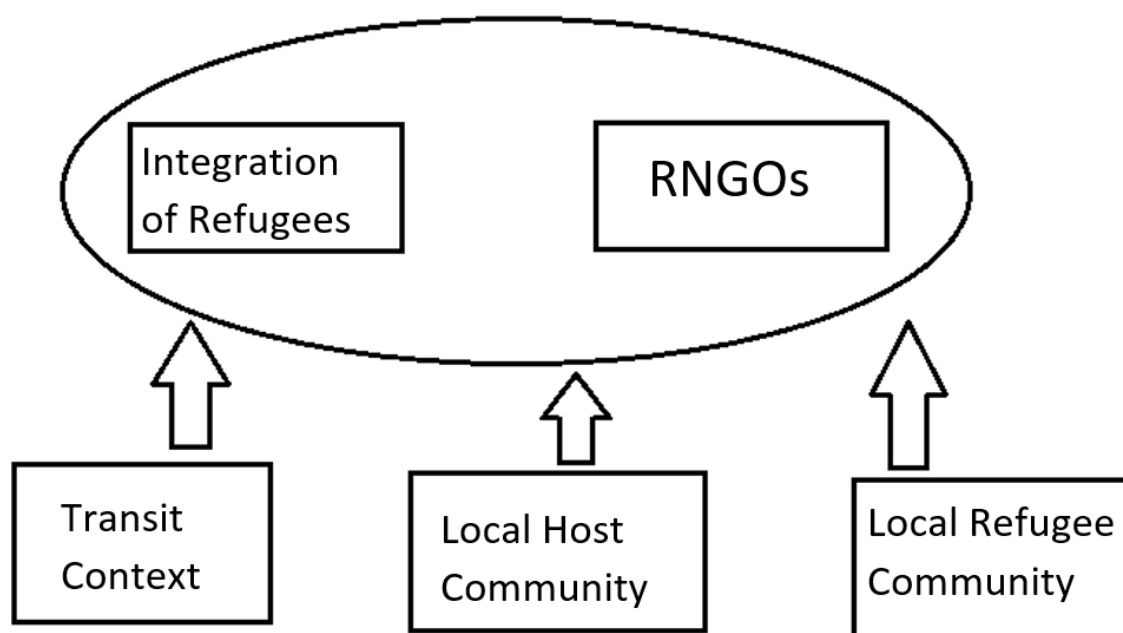 Integration
of Refugees
RNGOs
Transit
Context
Local Host
Community
Local Refugee
Community